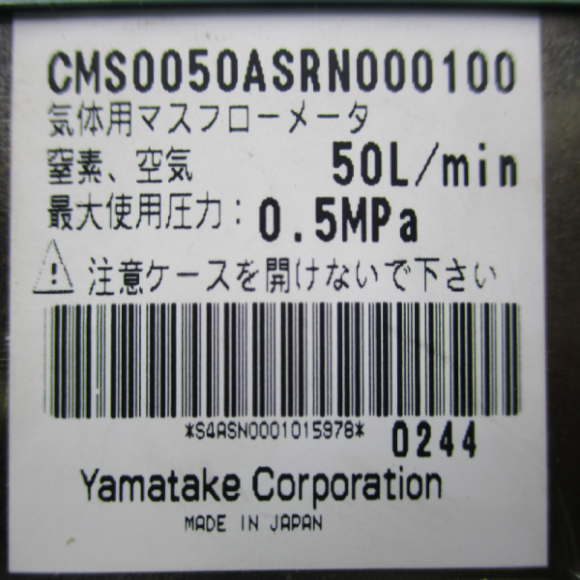 CMS0050ASRN000100
気体用マスフローメータ
窒素、空気 50L/min
最大使用圧力: 0.5MPa
注意ケースを開けないで下さい
*S4ASN0001015978* 0244
Yamatake Corporation
MADE IN JAPAN